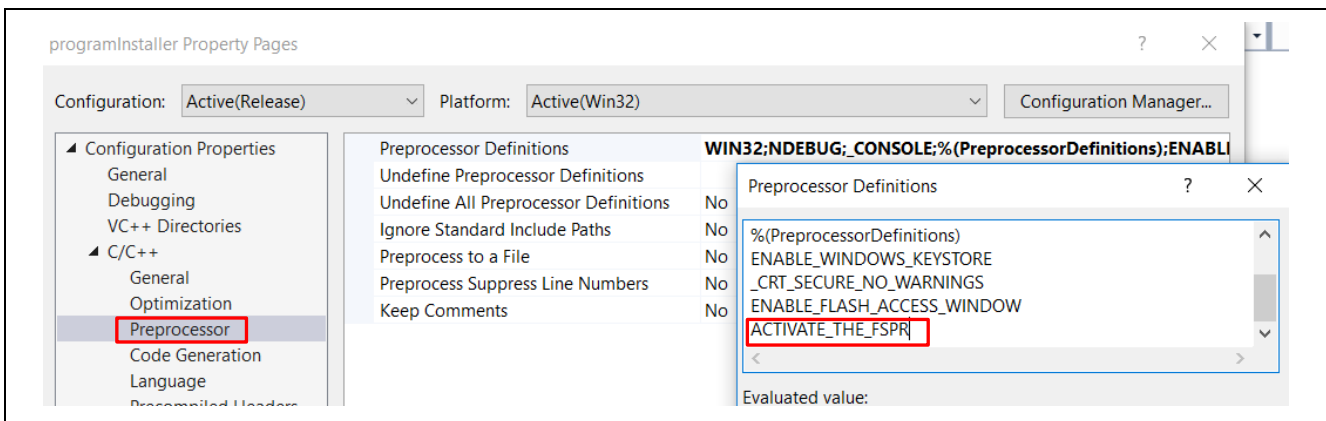 programInstaller Property Pages ? ×
Configuration: Active(Release) Platform: Active(Win32) Configuration Manager...
Configuration Properties
General
Debugging
VC++ Directories
C/C++
General
Optimization
Preprocessor
Code Generation
Language
Precompiled Headers
Preprocessor Definitions WIN32;NDEBUG;_CONSOLE;%(PreprocessorDefinitions);ENABL
Undefine Preprocessor Definitions
Undefine All Preprocessor Definitions No
Ignore Standard Include Paths No
Preprocess to a File No
Preprocess Suppress Line Numbers No
Keep Comments No
Preprocessor Definitions ? ×
%(PreprocessorDefinitions)
ENABLE_WINDOWS_KEYSTORE
_CRT_SECURE_NO_WARNINGS
ENABLE_FLASH_ACCESS_WINDOW
ACTIVATE_THE_FSPR
Evaluated value: